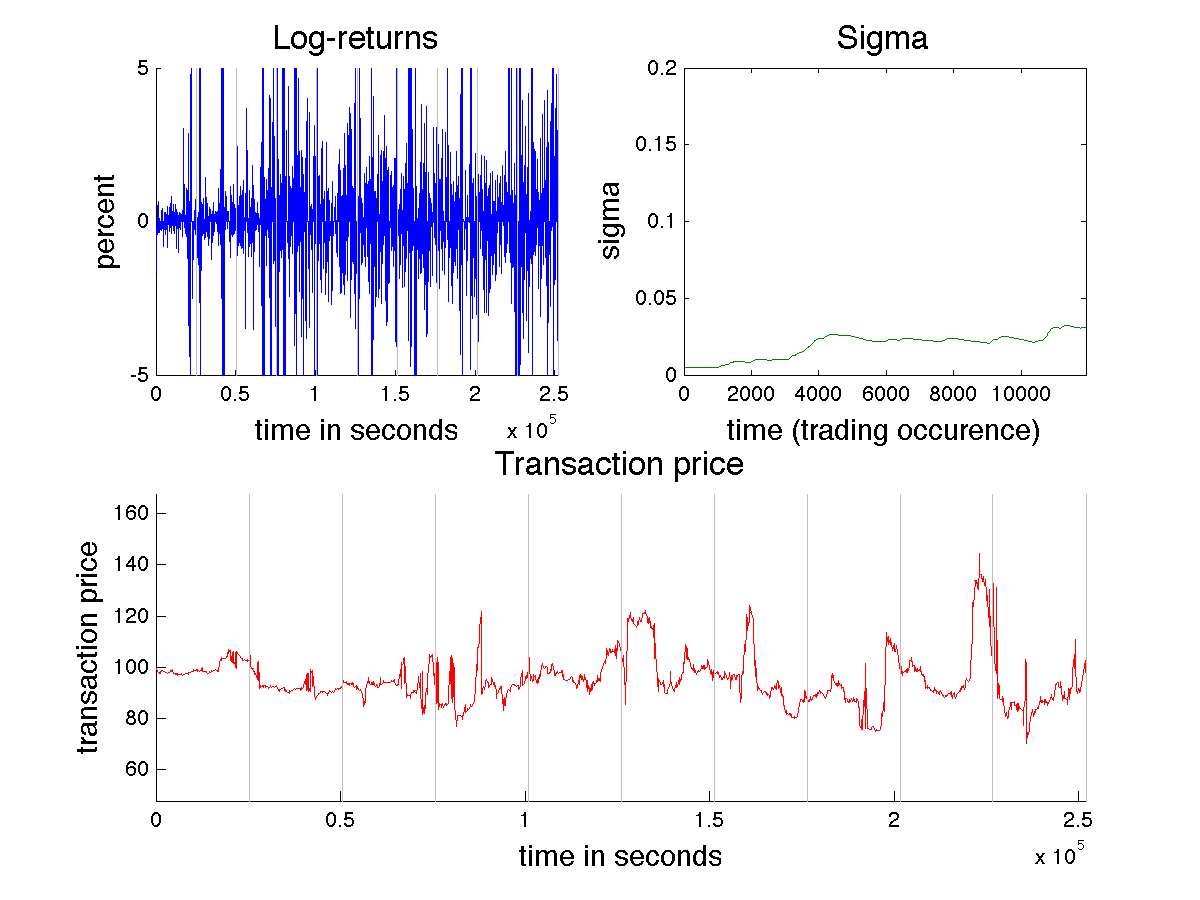 Log-returns
5
0
-5
percent
0
0.5
1
1.5
2
2.5
x 10^5
time in seconds
Sigma
0.2
0.15
0.1
0.05
0
sigma
0
2000
4000
6000
8000
10000
time (trading occurence)
Transaction price
160
140
120
100
80
60
transaction price
0
0.5
1
1.5
2
2.5
x 10^5
time in seconds